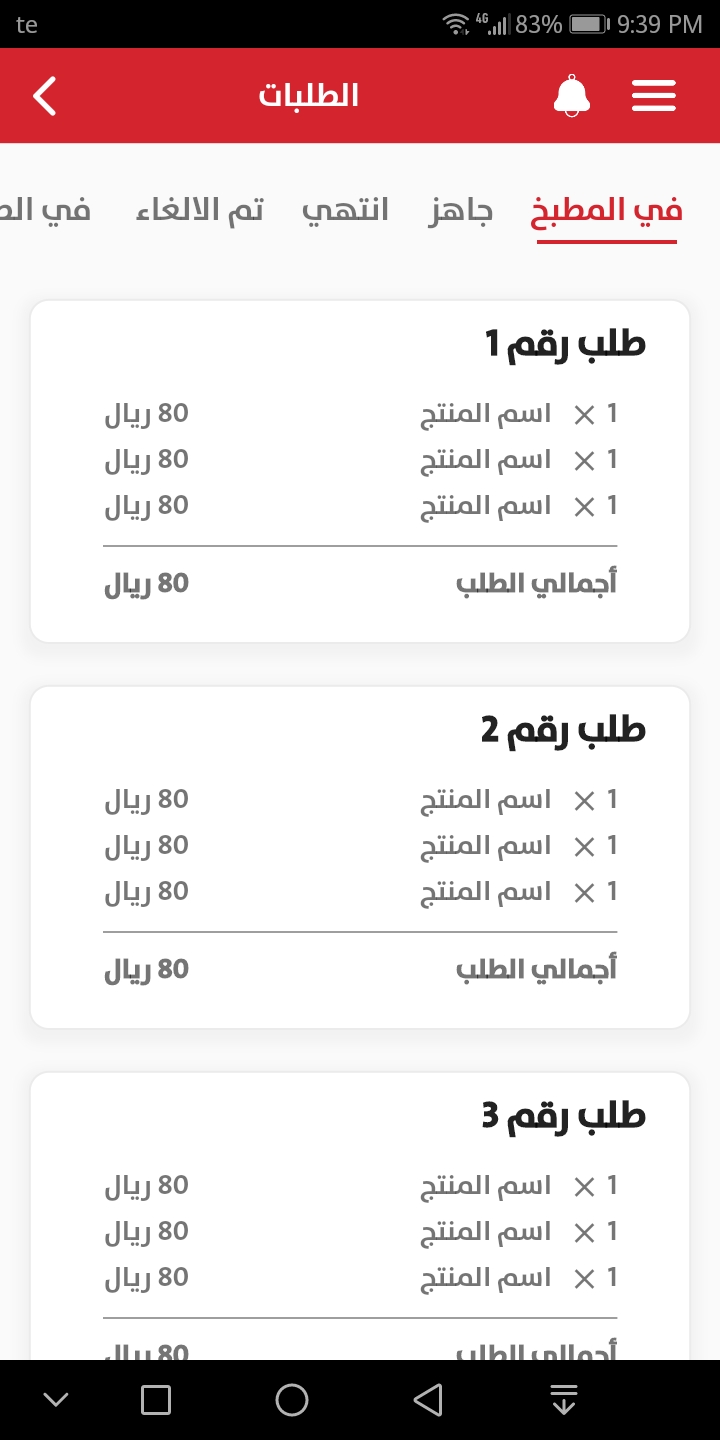 te 4G 83% 9:39 PM
الطلبات
في المطبخ جاهز انتهي تم الالغاء في
طلب رقم 1
1 × اسم المنتج 80 ريال
1 × اسم المنتج 80 ريال
1 × اسم المنتج 80 ريال
أجمالي الطلب 80 ريال
طلب رقم 2
1 × اسم المنتج 80 ريال
1 × اسم المنتج 80 ريال
1 × اسم المنتج 80 ريال
أجمالي الطلب 80 ريال
طلب رقم 3
1 × اسم المنتج 80 ريال
1 × اسم المنتج 80 ريال
1 × اسم المنتج 80 ريال
أجمالي الطلب 80 ريال